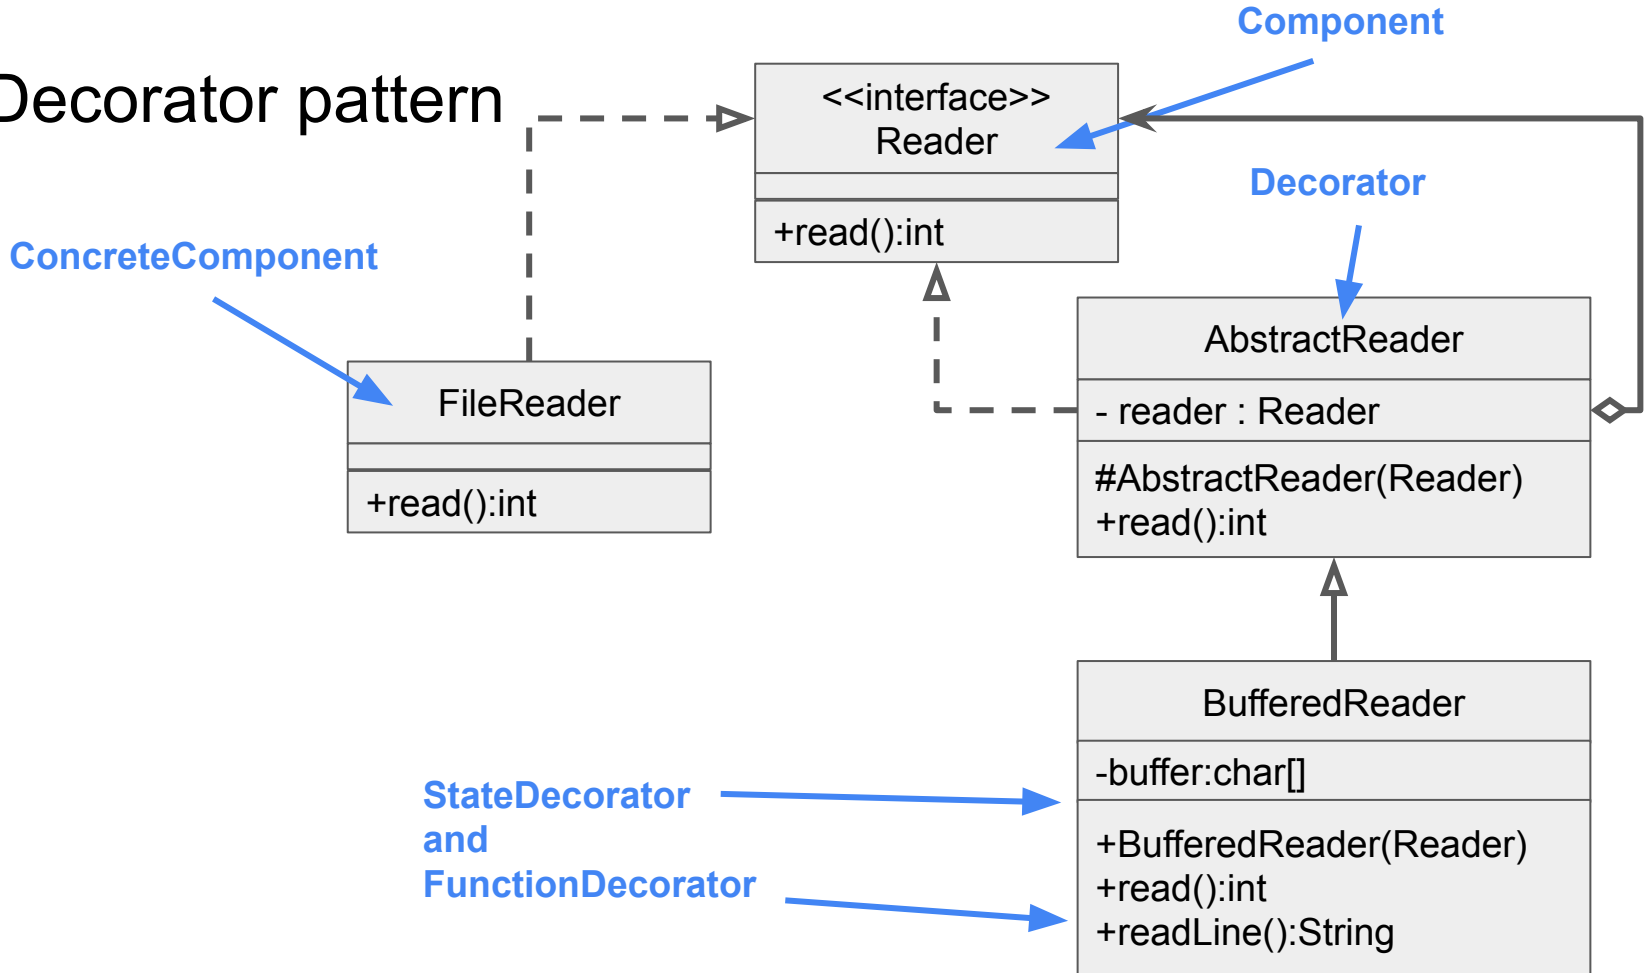 Decorator pattern
Component
<<interface>>
Reader
+read():int
Decorator
ConcreteComponent
AbstractReader
- reader : Reader
#AbstractReader(Reader)
+read():int
FileReader
+read():int
BufferedReader
-buffer:char[]
+BufferedReader(Reader)
+read():int
+readLine():String
StateDecorator
and
FunctionDecorator